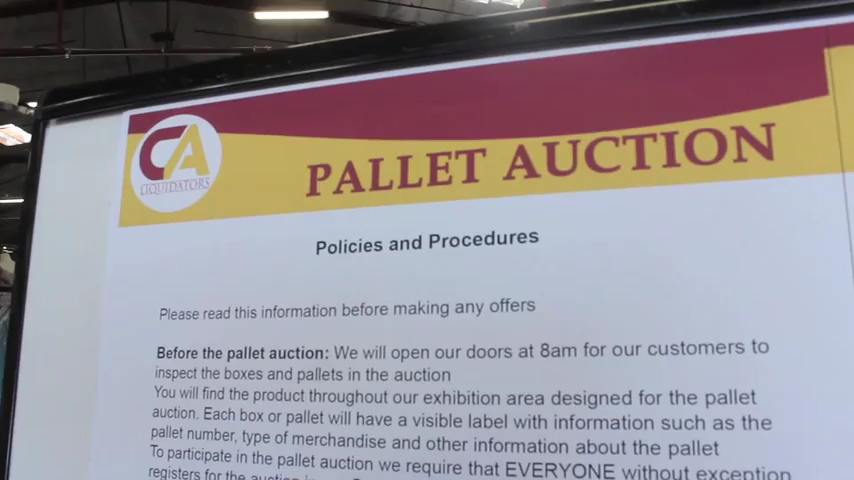 CA
LIQUIDATORS
PALLET AUCTION
Policies and Procedures
Please read this information before making any offers
Before the pallet auction: We will open our doors at 8am for our customers to
inspect the boxes and pallets in the auction
You will find the product throughout our exhibition area designed for the pallet
auction. Each box or pallet will have a visible label with information such as the
pallet number, type of merchandise and other information about the pallet
To participate in the pallet auction we require that EVERYONE without exception
registers for the